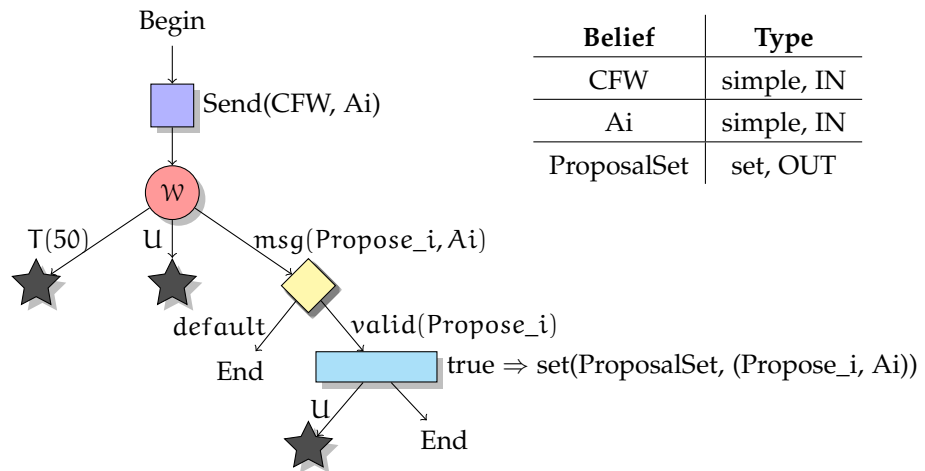 Begin
Belief Type
CFW simple, IN
Send(CFW, Ai)
Ai simple, IN
ProposalSet set, OUT
W
T(50) U msg(Propose_i, Ai)
default valid(Propose_i)
End true ⇒ set(ProposalSet, (Propose_i, Ai))
U
End